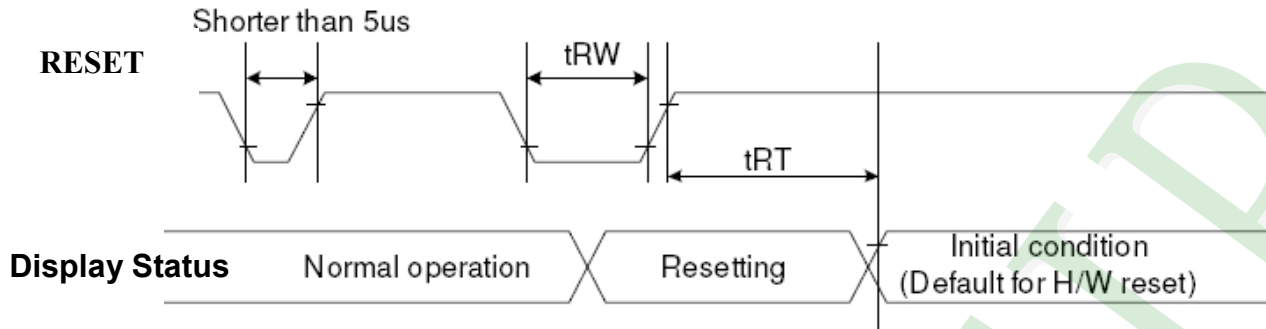 Shorter than 5us
RESET
tRW
tRT
Display Status
Normal operation
Resetting
Initial condition
(Default for H/W reset)